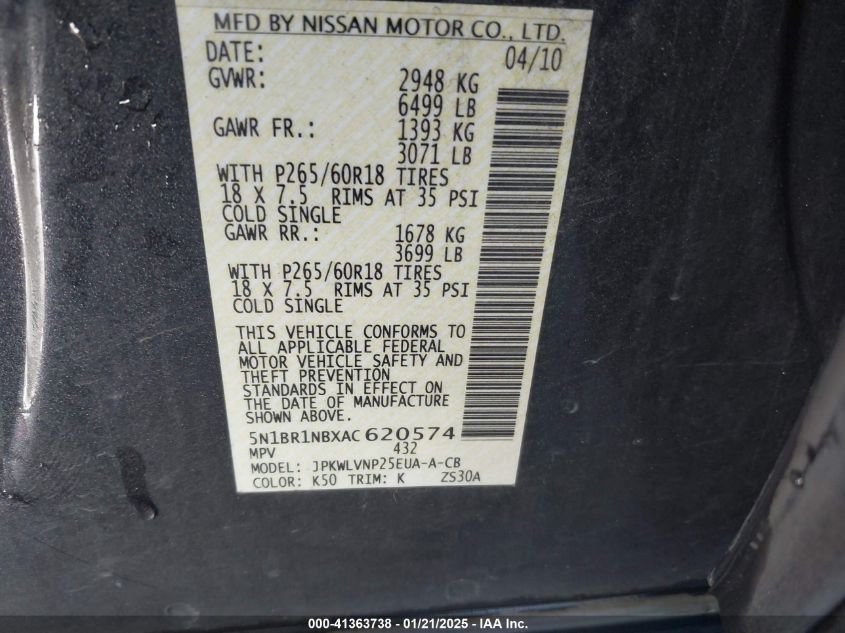 MFD BY NISSAN MOTOR CO., LTD.
DATE: 04/10
GVWR: 2948 KG
6499 LB
GAWR FR.: 1393 KG
3071 LB
WITH P265/60R18 TIRES
18 X 7.5 RIMS AT 35 PSI
COLD SINGLE
GAWR RR.: 1678 KG
3699 LB
WITH P265/60R18 TIRES
18 X 7.5 RIMS AT 35 PSI
COLD SINGLE
THIS VEHICLE CONFORMS TO
ALL APPLICABLE FEDERAL
MOTOR VEHICLE SAFETY AND
THEFT PREVENTION
STANDARDS IN EFFECT ON
THE DATE OF MANUFACTURE
SHOWN ABOVE.
5N1BR1NBXAC 620574
MPV 432
MODEL: JPKWLVNP25EUA-A-CB
COLOR: K50 TRIM: K ZS30A
000-41363738 - 01/21/2025 - IAAI Inc.